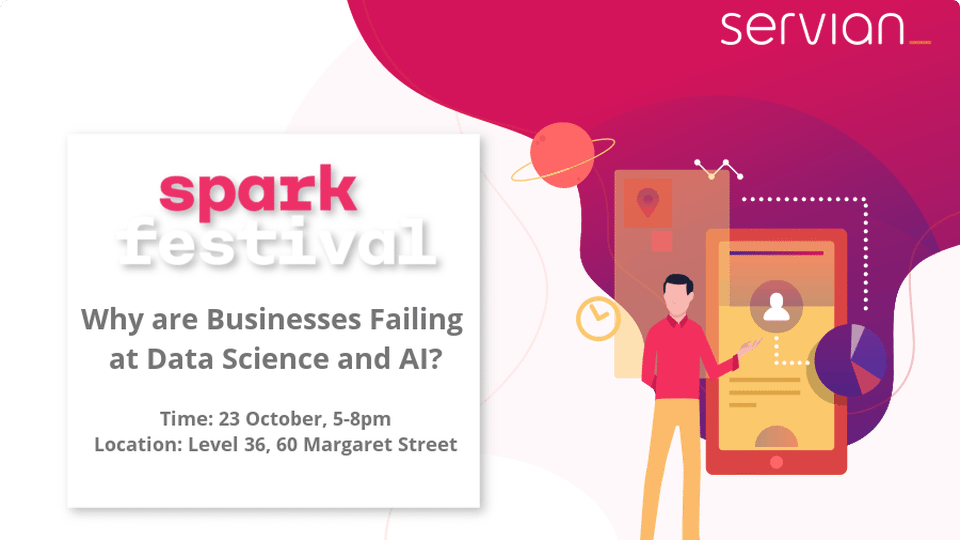 servian_
spark
festival
Why are Businesses Failing
at Data Science and AI?
Time: 23 October, 5-8pm
Location: Level 36, 60 Margaret Street